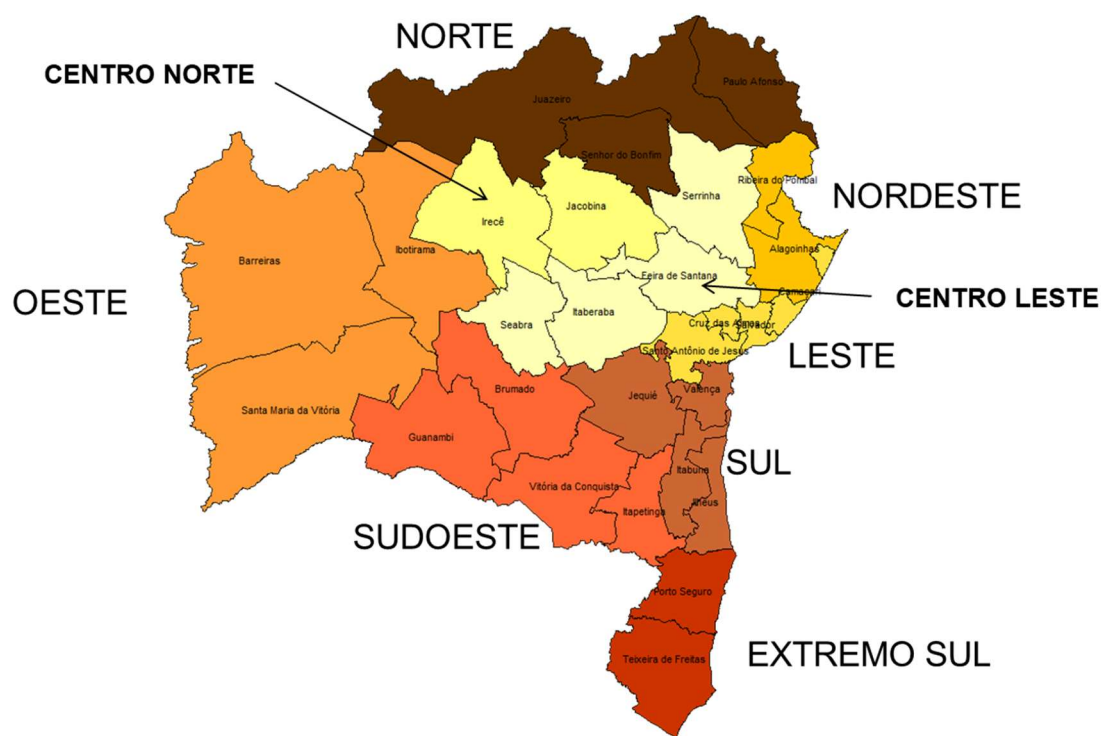 NORTE
CENTRO NORTE
Paulo Afonso
Juazeiro
Senhor do Bonfim
Ribeira do Pombal
Serrinha
NORDESTE
Jacobina
Irecê
Ibotirama
Alagoinhas
Barreiras
Feira de Santana
Camaçari
CENTRO LESTE
OESTE
Itaberaba
Seabra
Cruz das Almas
Salvador
Santo Antônio de Jesus
LESTE
Brumado
Jequié
Valença
Santa Maria da Vitória
Guanambi
SUL
Itabuna
Vitória da Conquista
Ilhéus
Itapetinga
SUDOESTE
Porto Seguro
EXTREMO SUL
Teixeira de Freitas